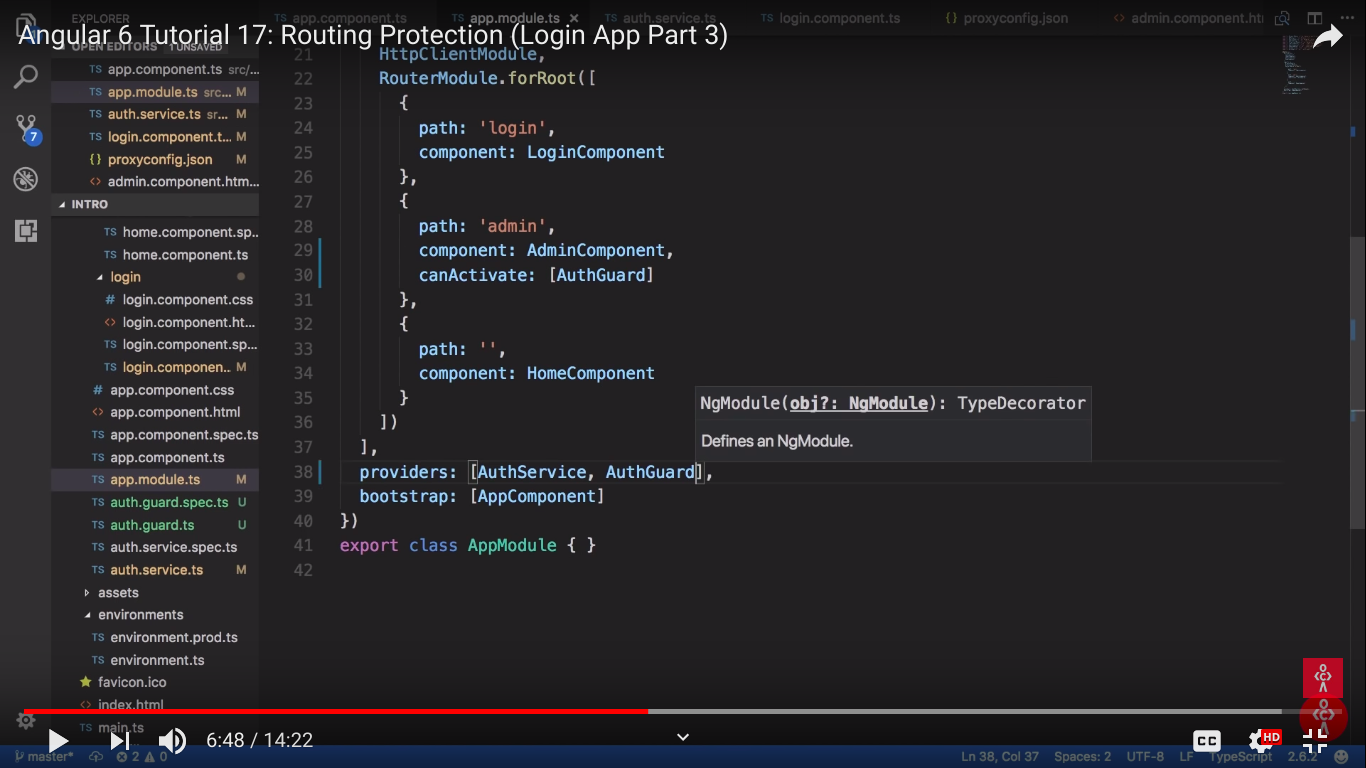 Angular 6 Tutorial 17: Routing Protection (Login App Part 3)
EXPLORER
OPEN EDITORS 1 UNSAVED
TS app.component.ts src/...
TS app.module.ts src... M
TS auth.service.ts sr... M
TS login.component.t... M
{} proxyconfig.json M
<> admin.component.htm...
INTRO
TS home.component.sp...
TS home.component.ts
login
# login.component.css
<> login.component.ht...
TS login.component.sp...
TS login.componen... M
# app.component.css
<> app.component.html
TS app.component.spec.ts
TS app.component.ts
TS app.module.ts M
TS auth.guard.spec.ts U
TS auth.guard.ts U
TS auth.service.spec.ts
TS auth.service.ts M
assets
environments
TS environment.prod.ts
TS environment.ts
favicon.ico
<> index.html
TS main.ts
7
TS app.component.ts TS app.module.ts × TS auth.service.ts TS login.component.ts {} proxyconfig.json <> admin.component.ht
21 HttpClientModule,
22 RouterModule.forRoot([
23 {
24 path: 'login',
25 component: LoginComponent
26 },
27 {
28 path: 'admin',
29 component: AdminComponent,
30 canActivate: [AuthGuard]
31 },
32 {
33 path: '',
34 component: HomeComponent
35 }
36 ])
37 ],
NgModule(obj?: NgModule): TypeDecorator
Defines an NgModule.
38 providers: [AuthService, AuthGuard],
39 bootstrap: [AppComponent]
40 })
41 export class AppModule { }
42
6:48 / 14:22
CC HD
master* 2 0 Ln 38, Col 37 Spaces: 2 UTF-8 LF TypeScript 2.6.2